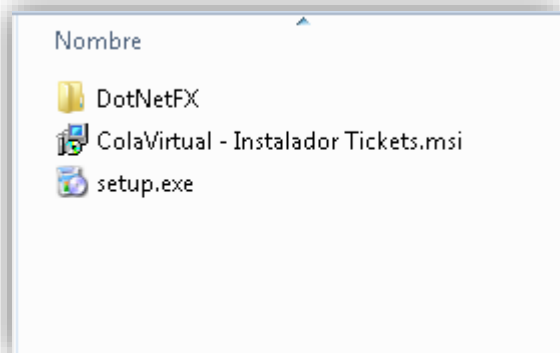 Nombre
DotNetFX
ColaVirtual - Instalador Tickets.msi
setup.exe